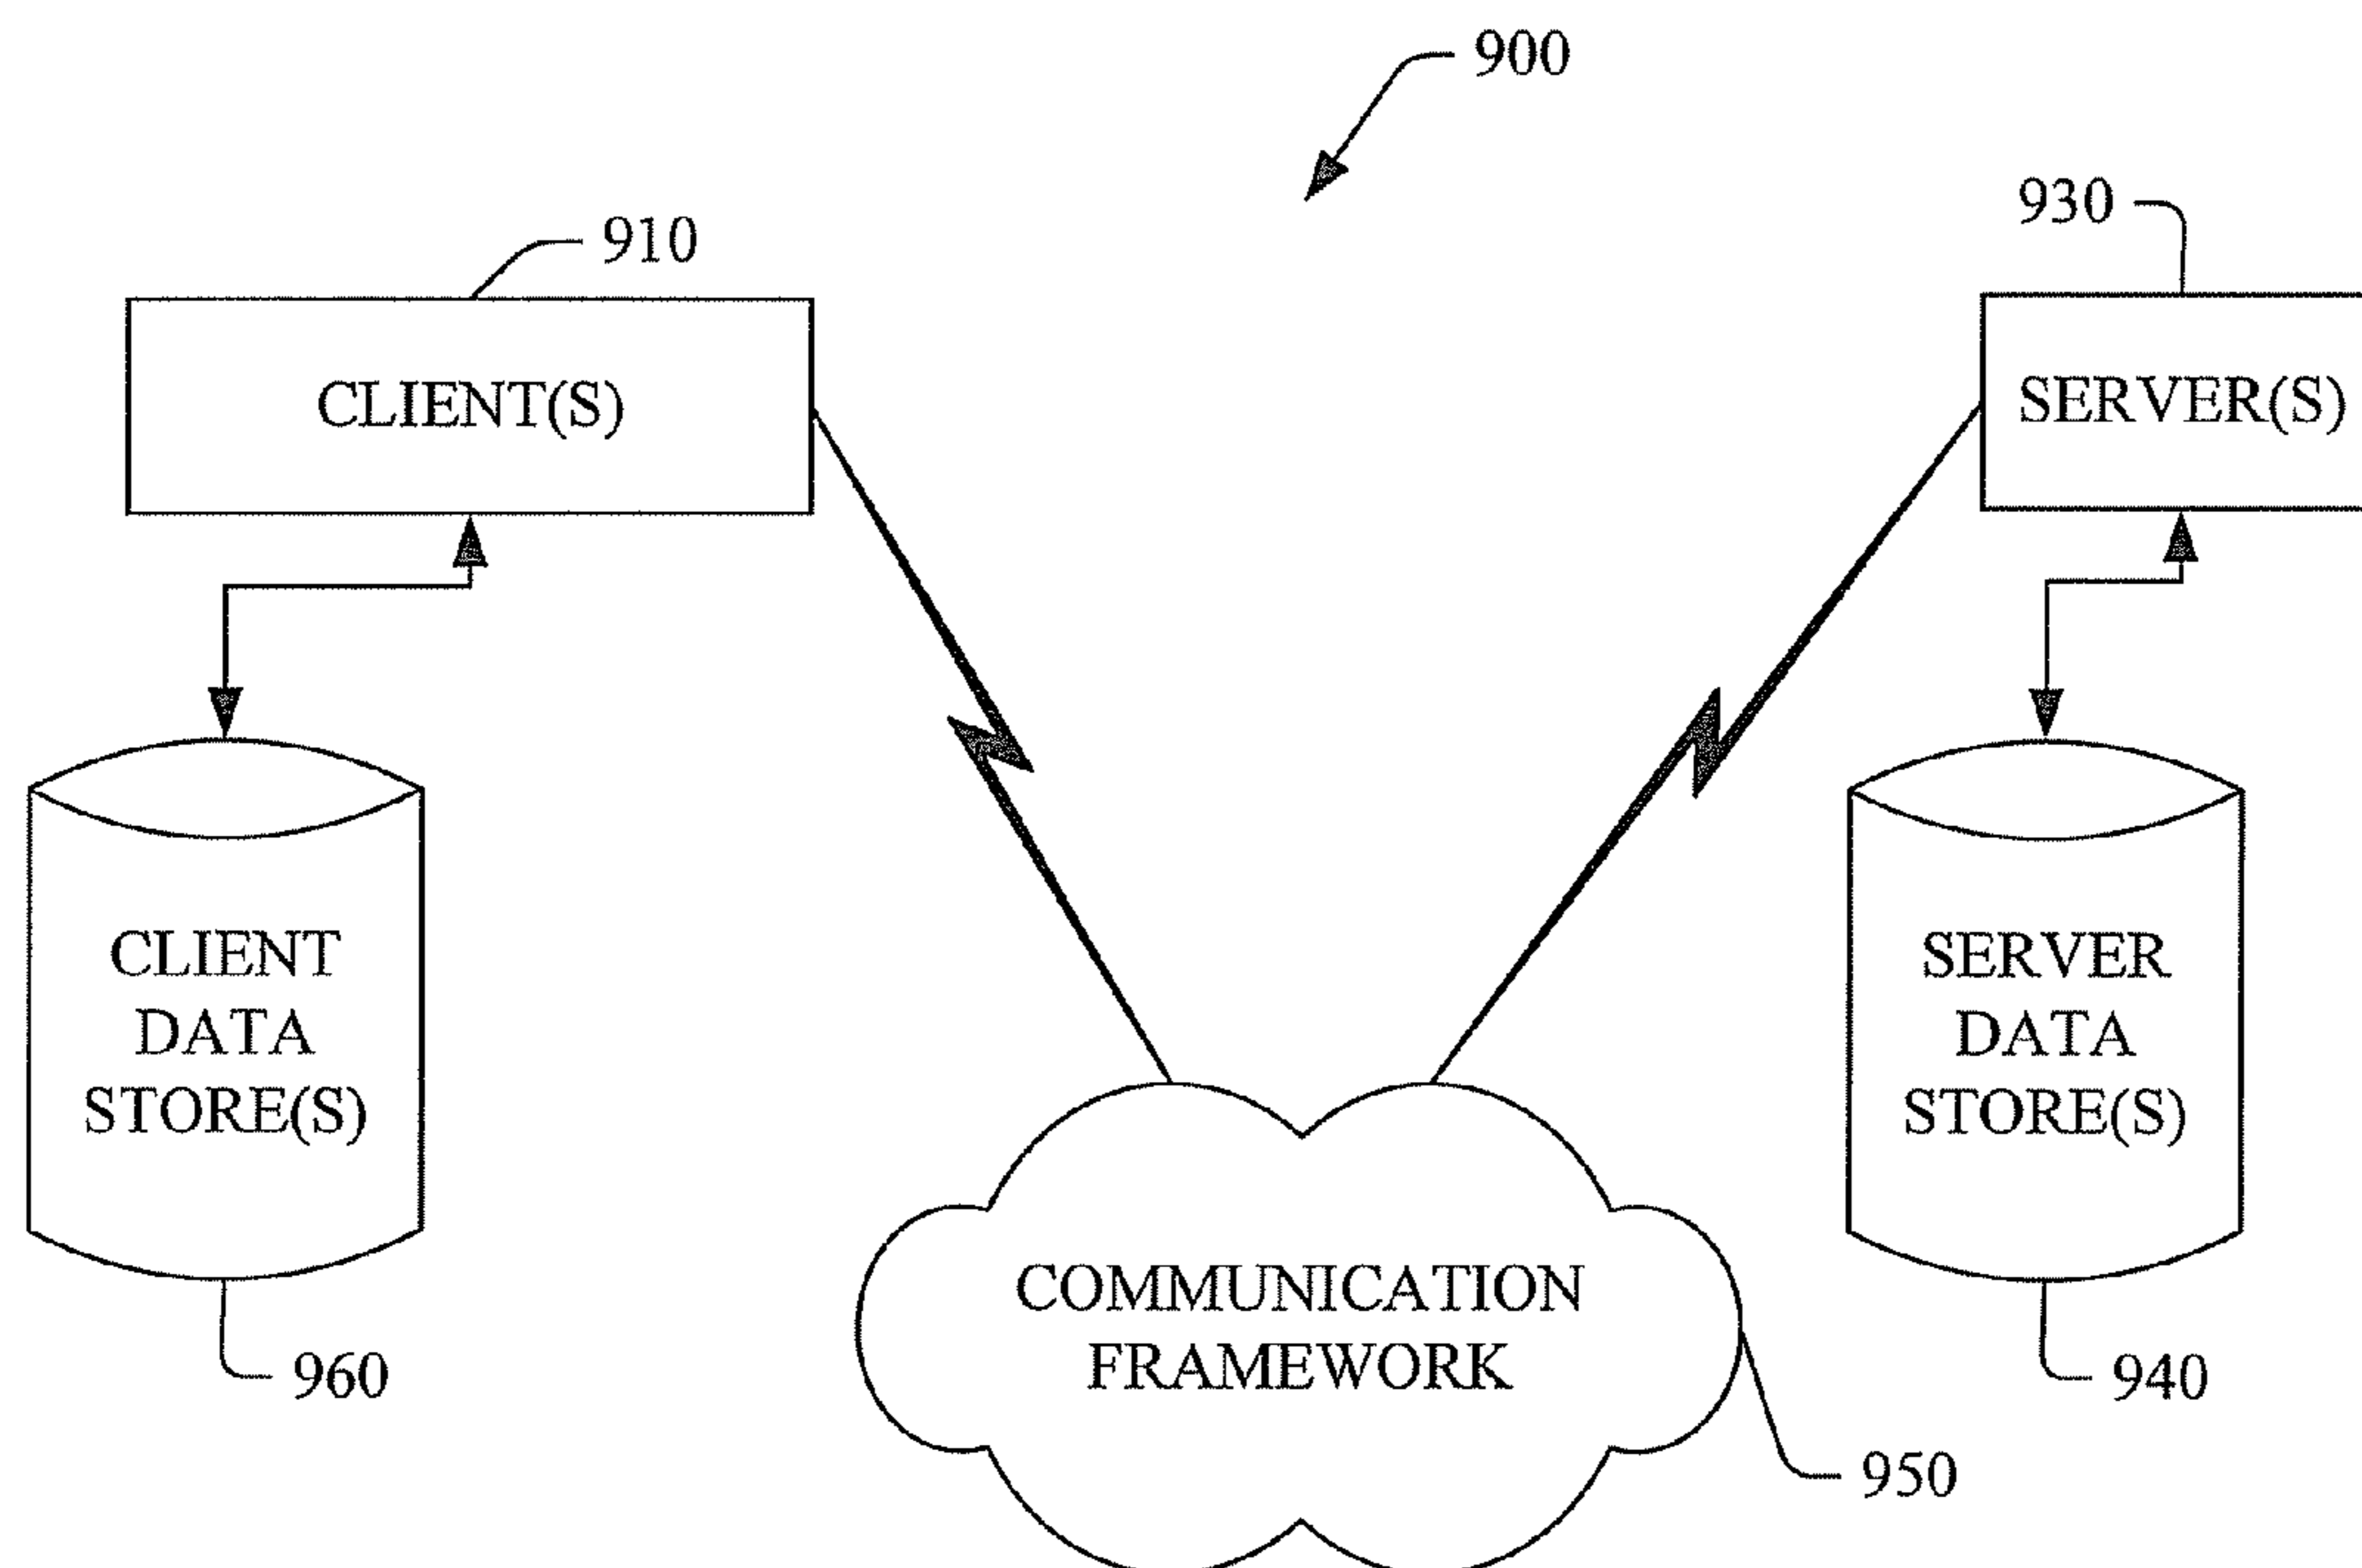 900
910
930
CLIENT(S)
SERVER(S)
CLIENT
DATA
STORE(S)
SERVER
DATA
STORE(S)
COMMUNICATION
FRAMEWORK
960
940
950